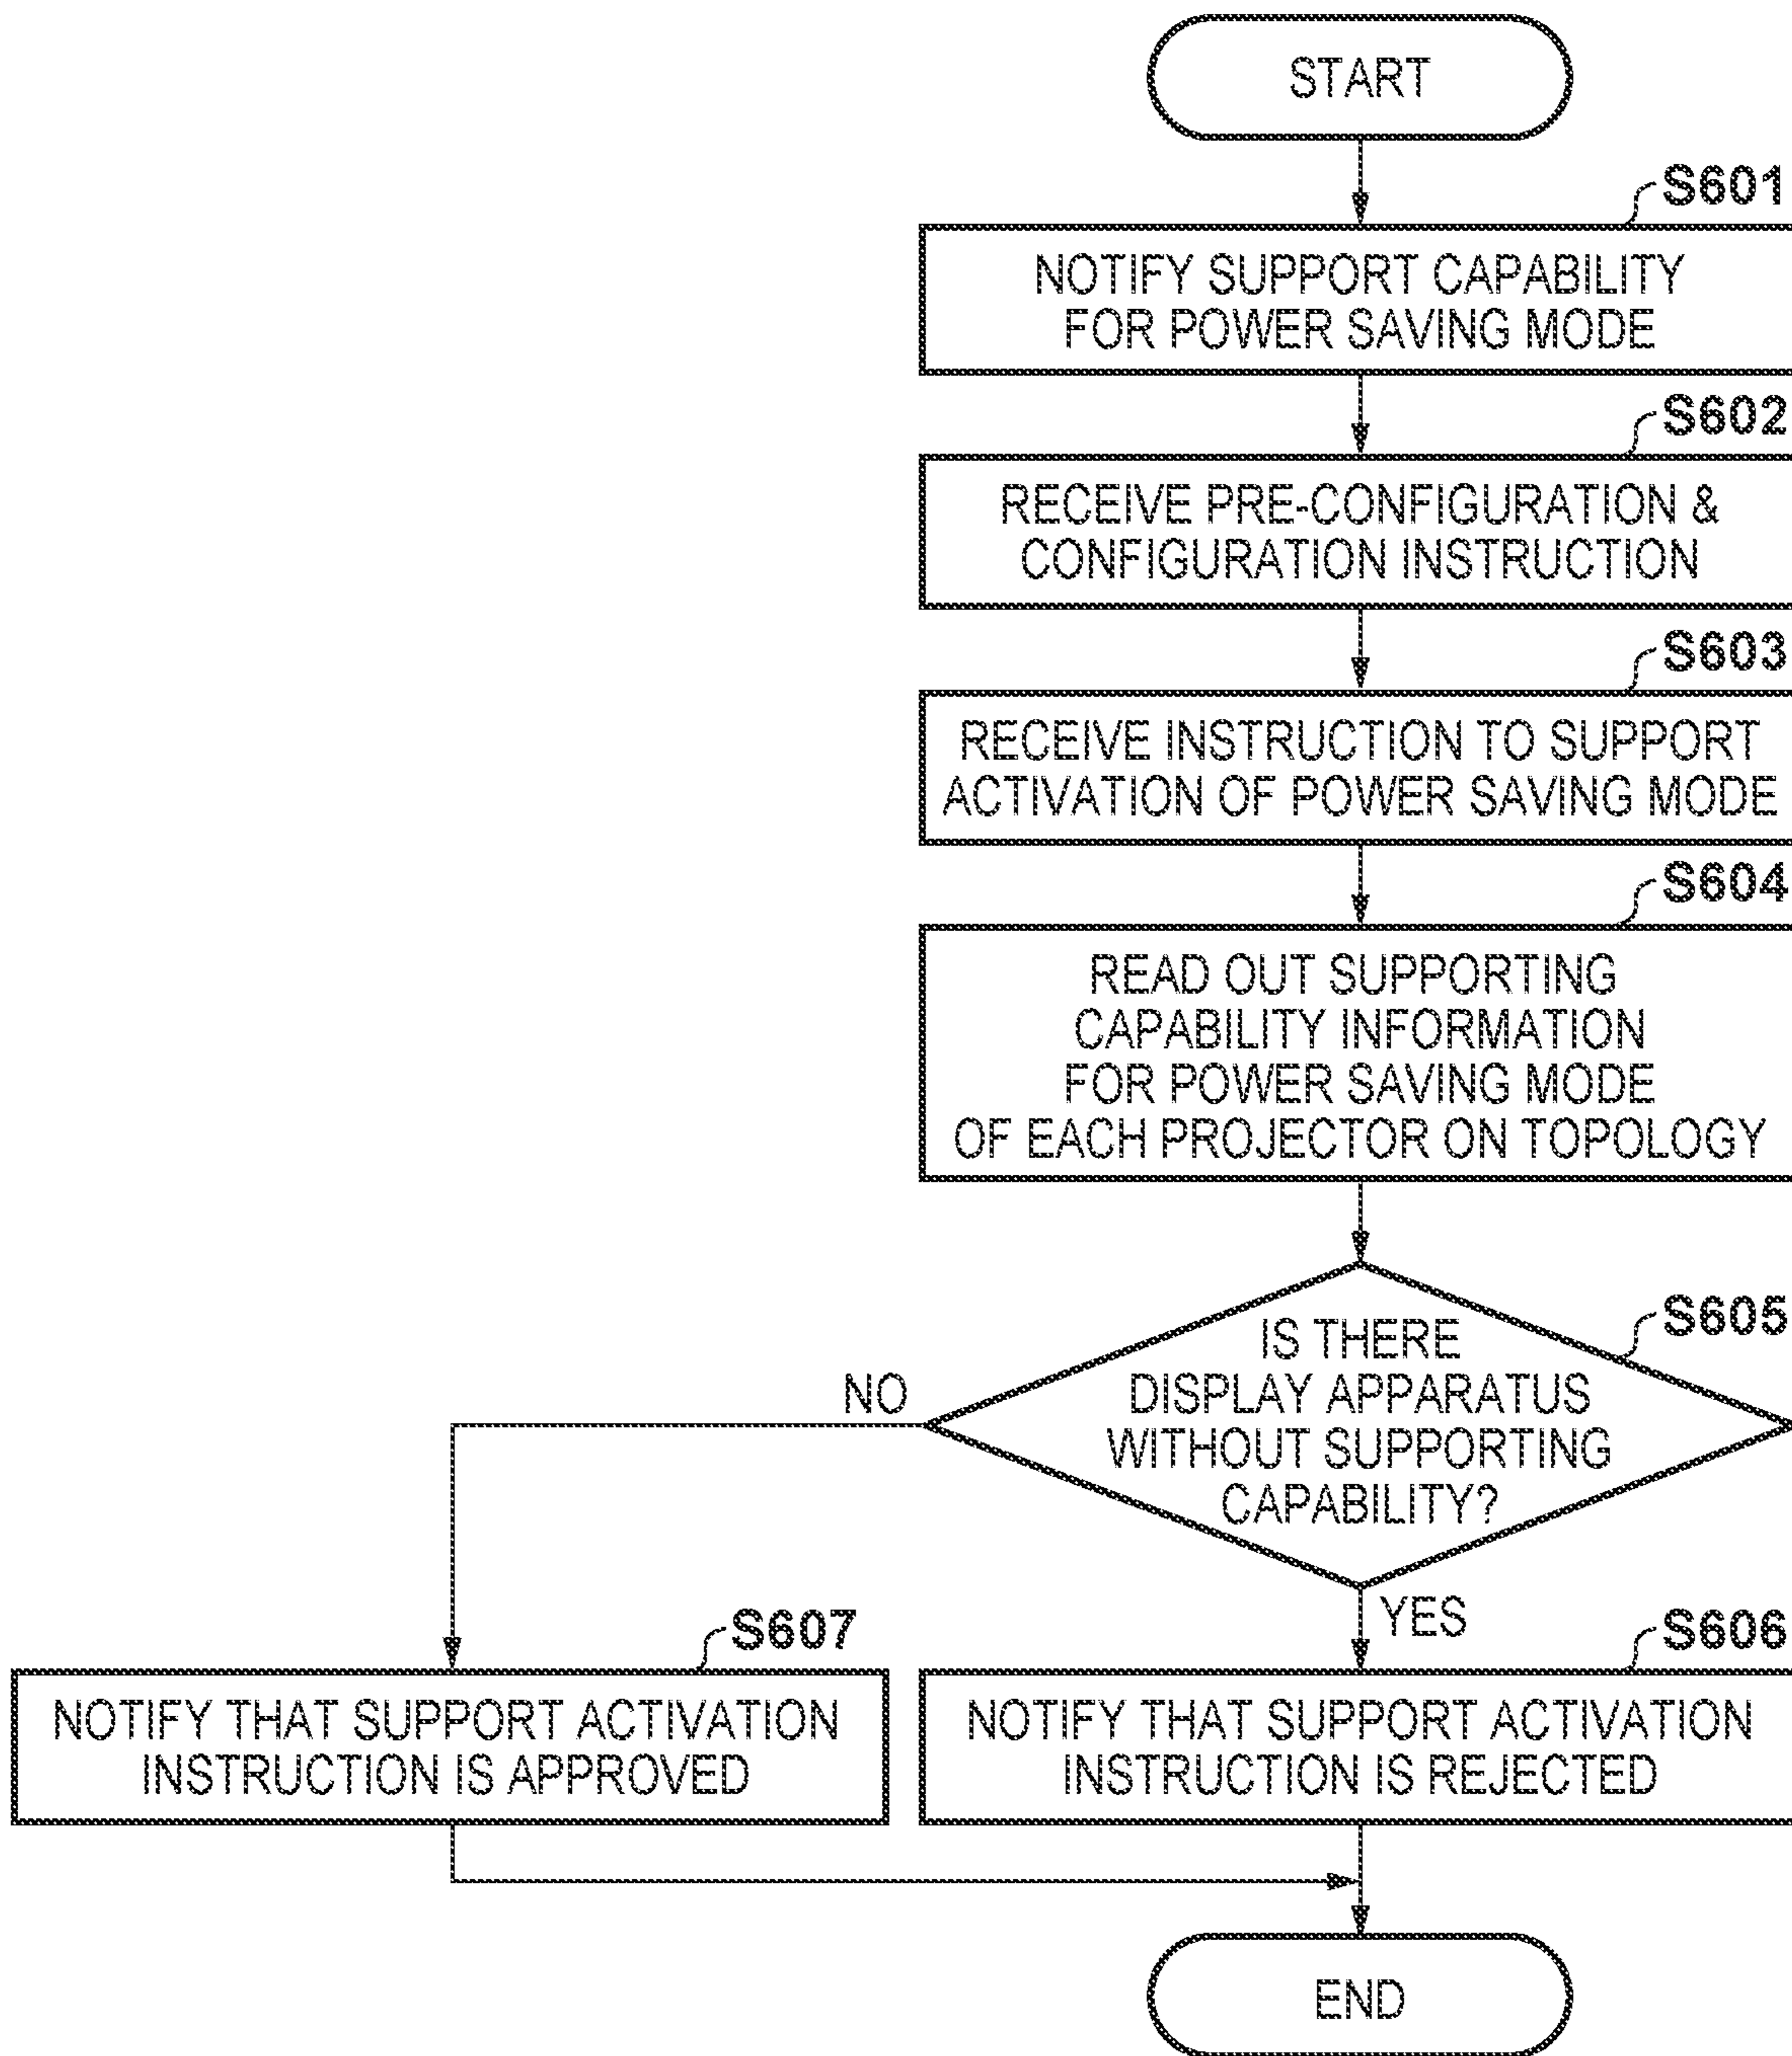 START
S601
NOTIFY SUPPORT CAPABILITY
FOR POWER SAVING MODE
S602
RECEIVE PRE-CONFIGURATION &
CONFIGURATION INSTRUCTION
S603
RECEIVE INSTRUCTION TO SUPPORT
ACTIVATION OF POWER SAVING MODE
S604
READ OUT SUPPORTING
CAPABILITY INFORMATION
FOR POWER SAVING MODE
OF EACH PROJECTOR ON TOPOLOGY
S605
IS THERE
DISPLAY APPARATUS
WITHOUT SUPPORTING
CAPABILITY?
NO
YES
S607
NOTIFY THAT SUPPORT ACTIVATION
INSTRUCTION IS APPROVED
S606
NOTIFY THAT SUPPORT ACTIVATION
INSTRUCTION IS REJECTED
END